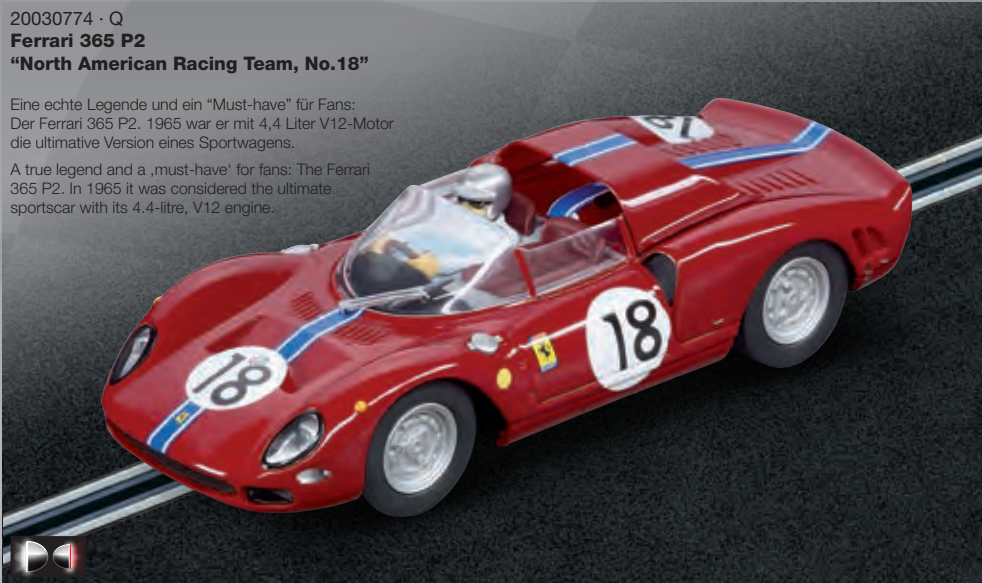 20030774 · Q
Ferrari 365 P2
“North American Racing Team, No.18”
Eine echte Legende und ein “Must-have” für Fans:
Der Ferrari 365 P2. 1965 war er mit 4,4 Liter V12-Motor
die ultimative Version eines Sportwagens.
A true legend and a ‚must-have‘ for fans: The Ferrari
365 P2. In 1965 it was considered the ultimate
sportscar with its 4.4-litre, V12 engine.
18
18
18